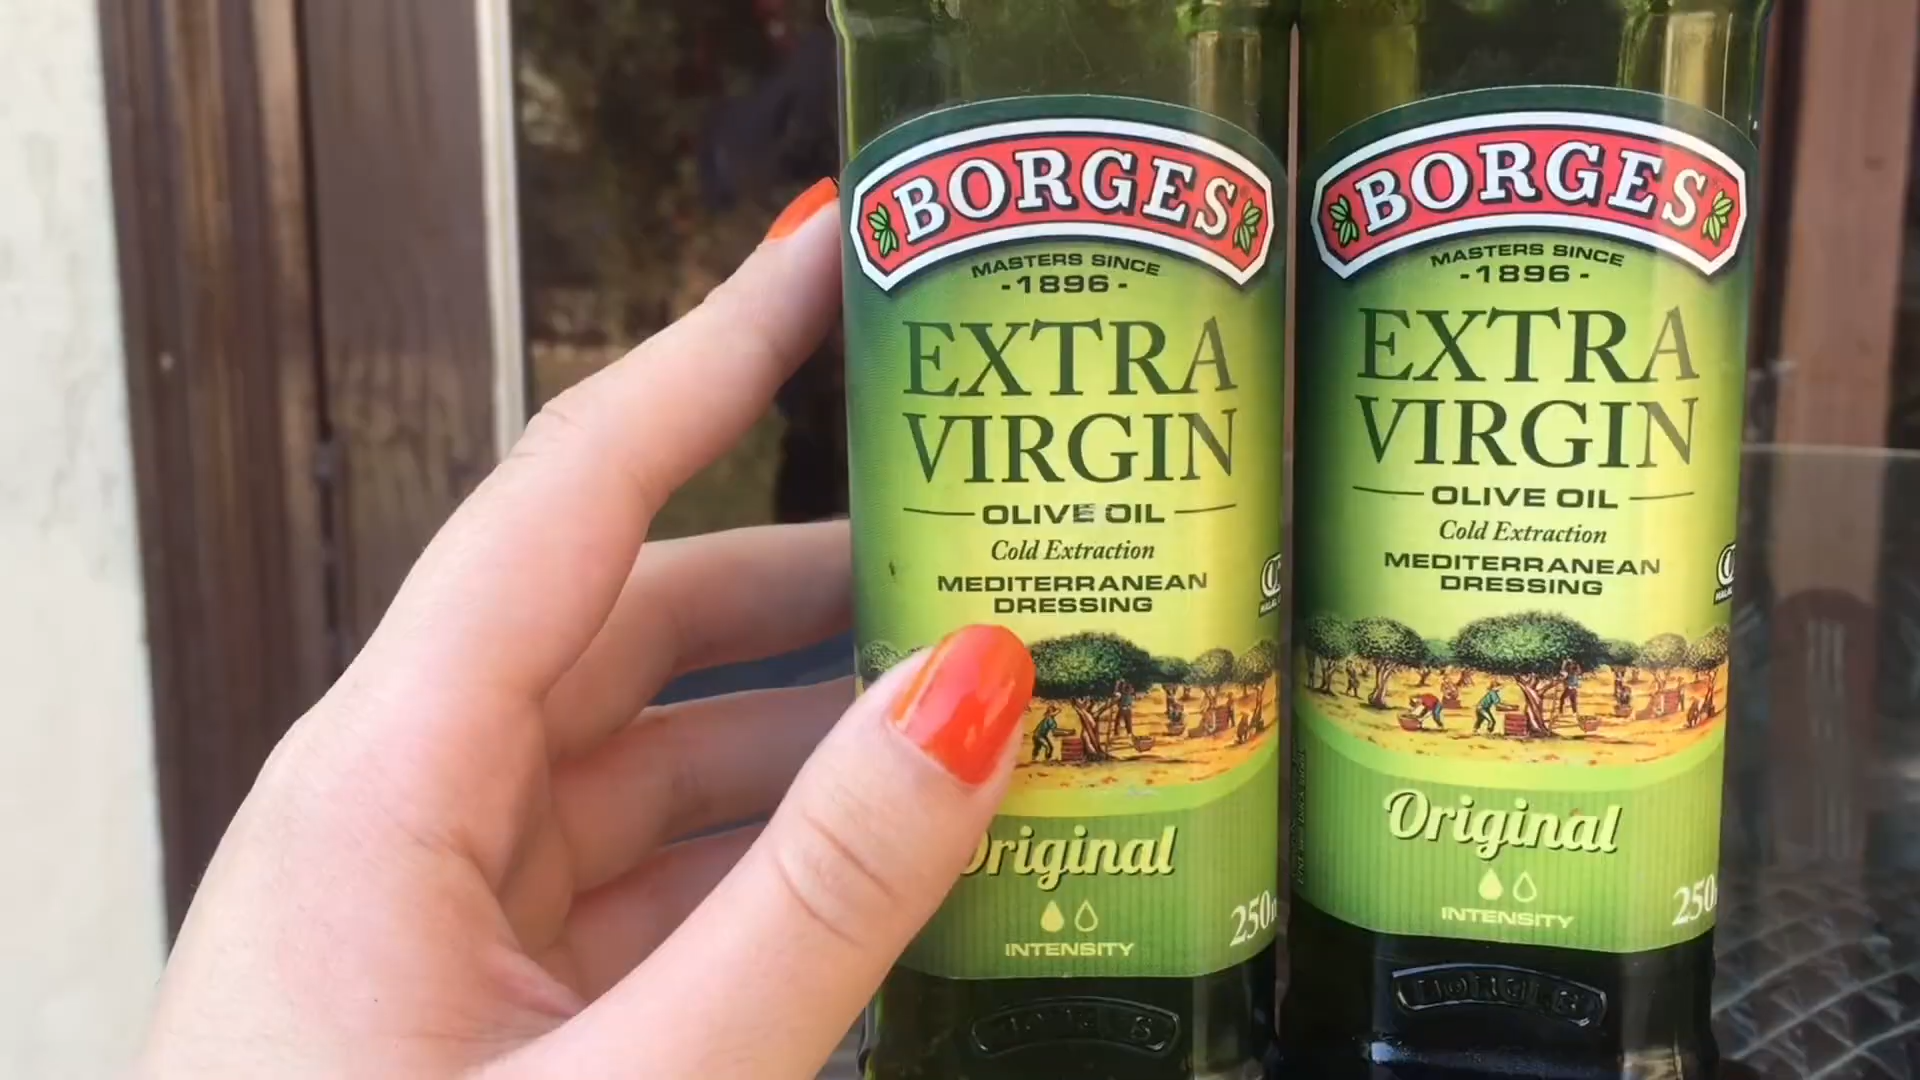 BORGES
MASTERS SINCE
-1896-
EXTRA
VIRGIN
OLIVE OIL
Cold Extraction
MEDITERRANEAN
DRESSING
Original
INTENSITY
BORGES
MASTERS SINCE
-1896-
EXTRA
VIRGIN
OLIVE OIL
Cold Extraction
MEDITERRANEAN
DRESSING
Original
INTENSITY
250